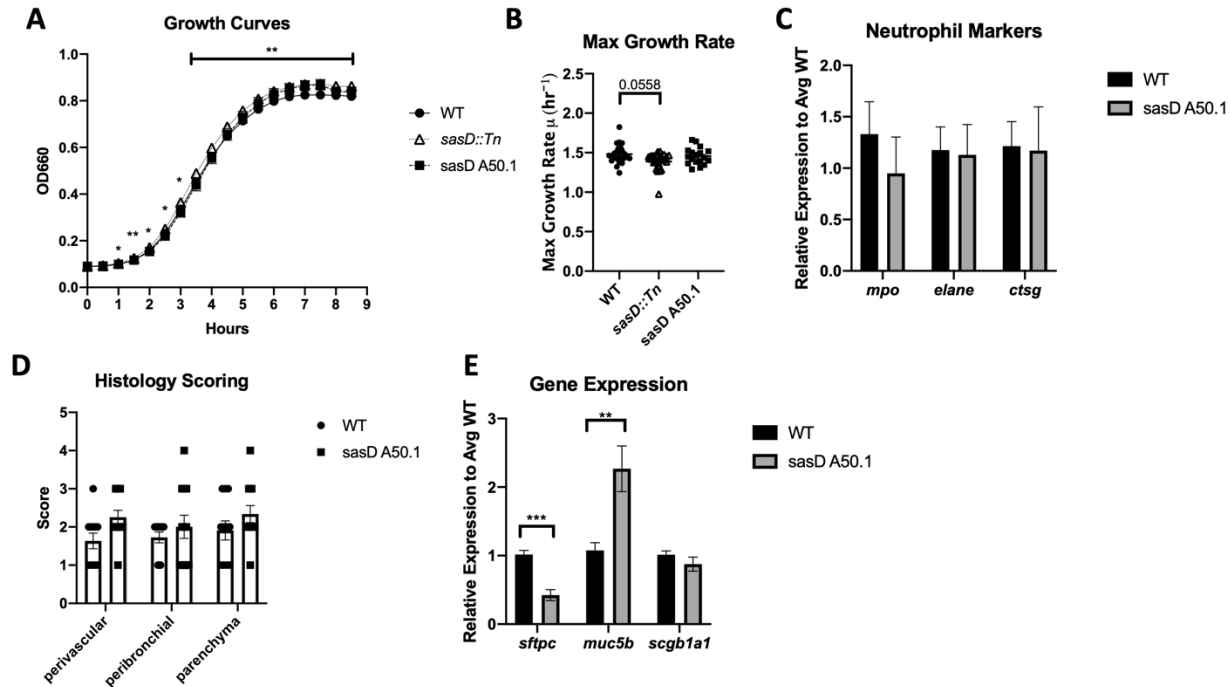 A
Growth Curves
**
1.0
0.8
0.6
0.4
0.2
0.0
OD660
*
**
*
*
*
0
1
2
3
4
5
6
7
8
9
Hours
WT
sasD::Tn
sasD A50.1
B
Max Growth Rate
2.5
2.0
1.5
1.0
0.5
0.0
Max Growth Rate μ (hr⁻¹)
0.0558
WT
sasD::Tn
sasD A50.1
C
Neutrophil Markers
2.0
1.5
1.0
0.5
0.0
Relative Expression to Avg WT
mpo
elane
ctsg
WT
sasD A50.1
D
Histology Scoring
5
4
3
2
1
0
Score
perivascular
peribronchial
parenchyma
WT
sasD A50.1
E
Gene Expression
3
2
1
0
Relative Expression to Avg WT
***
**
sftpc
muc5b
scgb1a1
WT
sasD A50.1